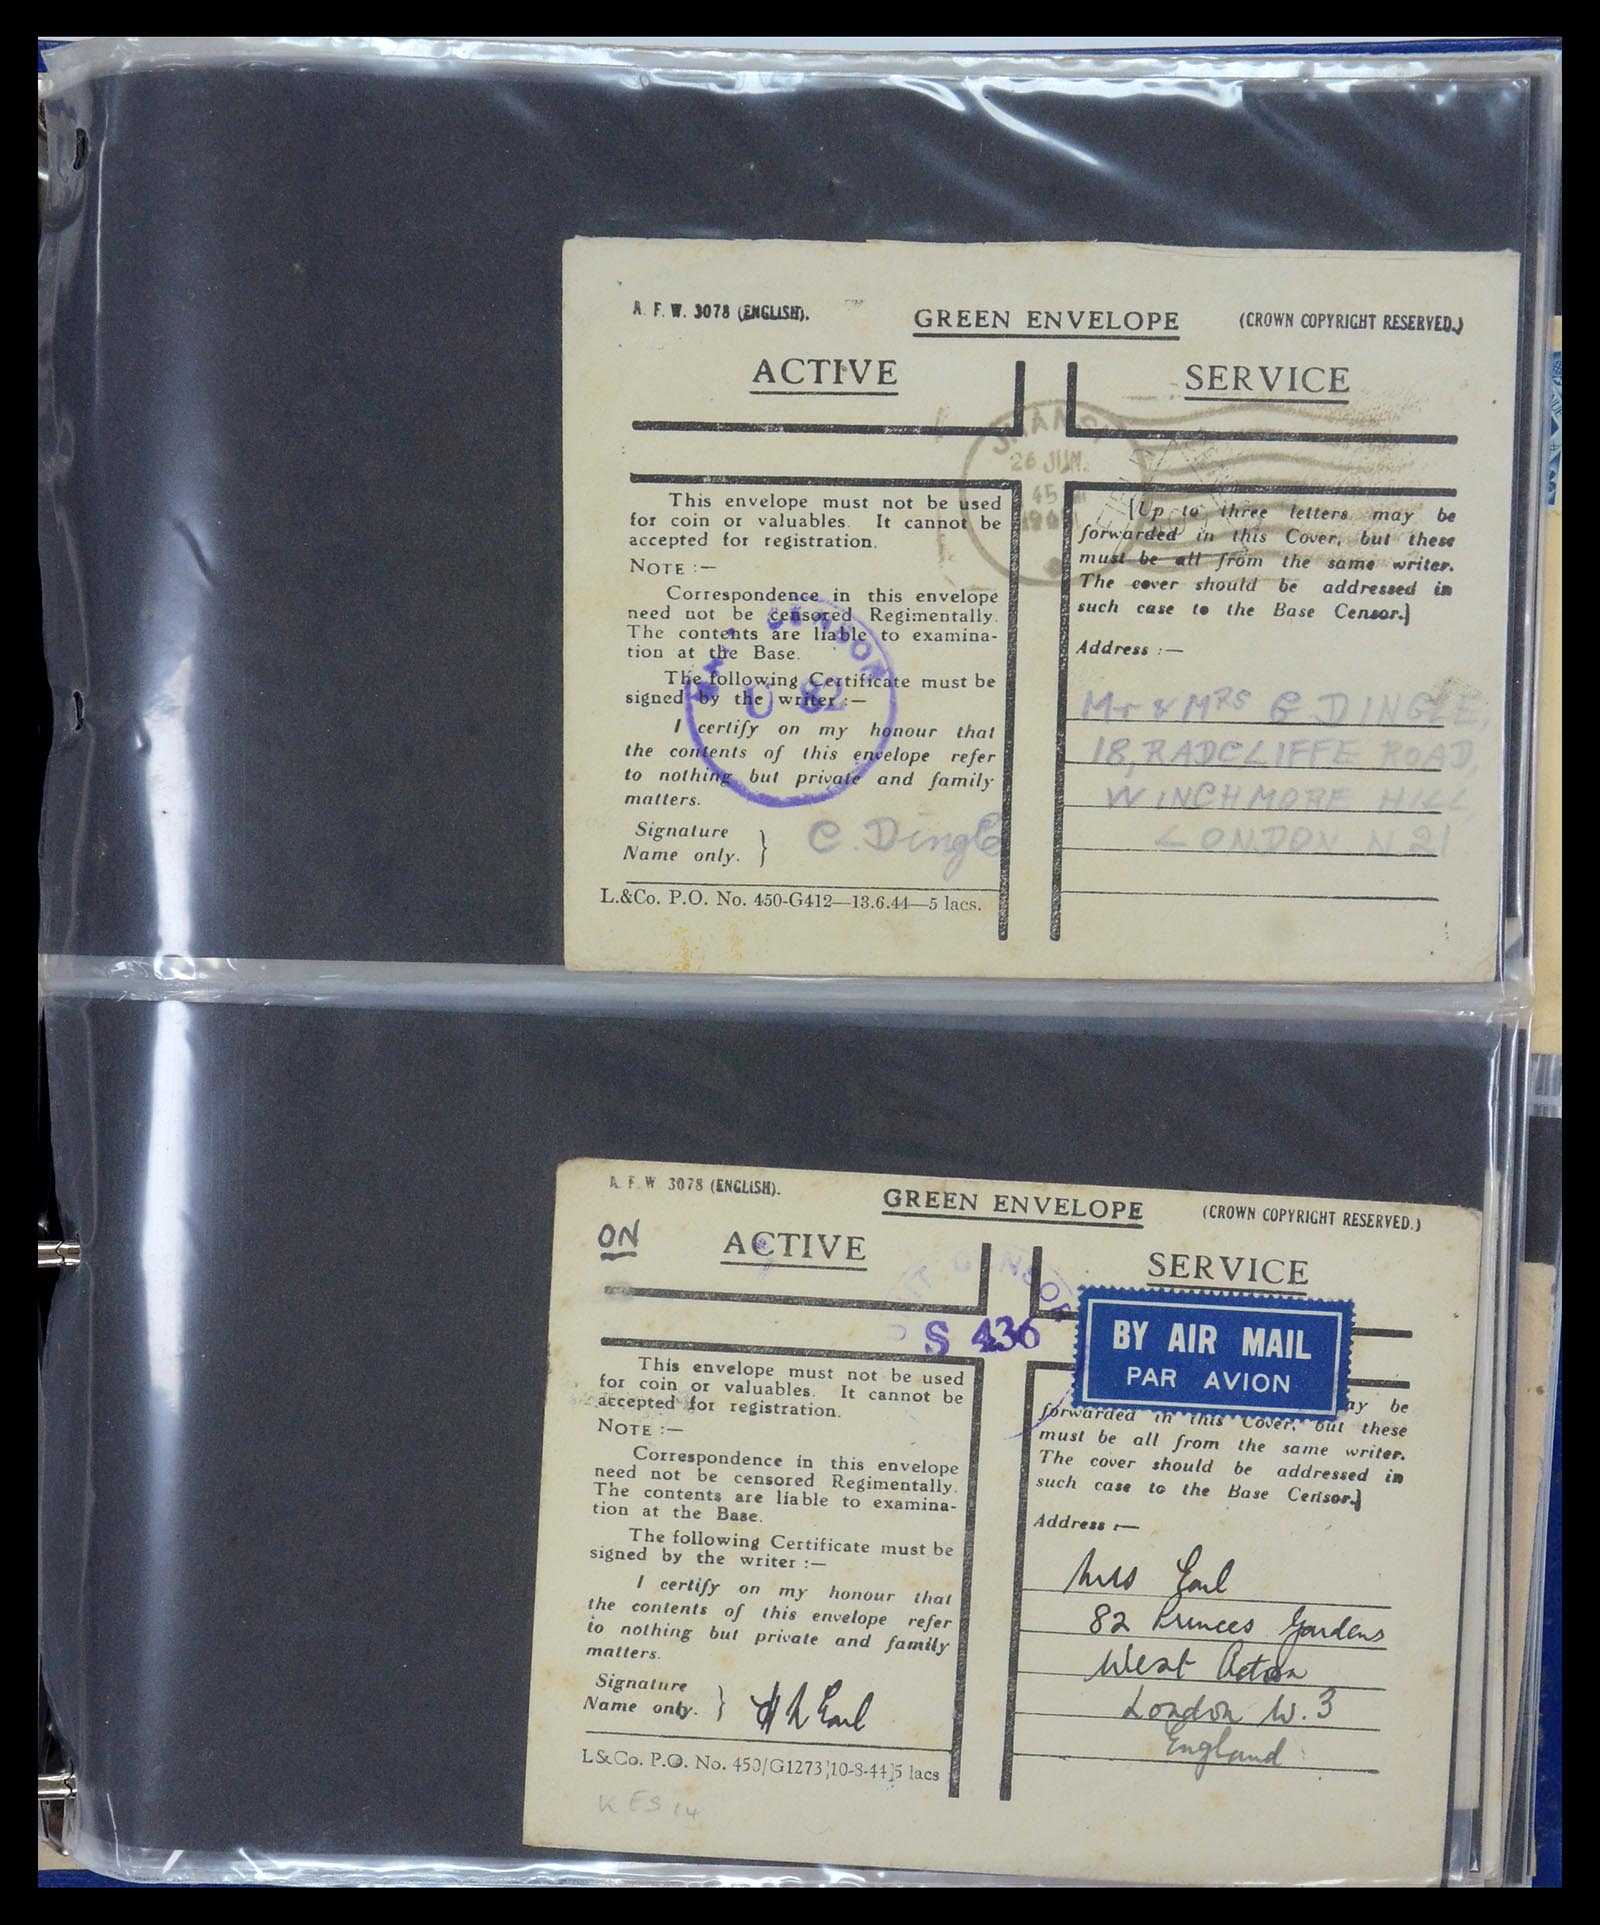 A. F. W. 3078 (ENGLISH).
GREEN ENVELOPE
(CROWN COPYRIGHT RESERVED.)
ACTIVE
SERVICE
26 JUN.
45
This envelope must not be used
for coin or valuables. It cannot be
accepted for registration.
NOTE :—
Correspondence in this envelope
need not be censored Regimentally.
The contents are liable to examina-
tion at the Base.
The following Certificate must be
signed by the writer :—
I certify on my honour that
the contents of this envelope refer
to nothing but private and family
matters.
Signature
Name only. }
C. Dingle
L.&Co. P.O. No. 450-G412—13.6.44—5 lacs.
U 82
[Up to three letters may be
forwarded in this Cover, but these
must be all from the same writer.
The cover should be addressed in
such case to the Base Censor.]
Address :—
Mr & MRS G DINGLE,
18, RADCLIFFE ROAD,
WINCHMORE HILL
LONDON N 21
A F W 3078 (ENGLISH).
GREEN ENVELOPE
(CROWN COPYRIGHT RESERVED.)
ON
ACTIVE
SERVICE
UNIT CENSOR
S 436
BY AIR MAIL
PAR AVION
This envelope must not be used
for coin or valuables. It cannot be
accepted for registration.
NOTE :—
Correspondence in this envelope
need not be censored Regimentally.
The contents are liable to examina-
tion at the Base.
The following Certificate must be
signed by the writer :—
I certify on my honour that
the contents of this envelope refer
to nothing but private and family
matters.
Signature
Name only. }
Earl
L&Co. P.O. No. 450/G1273]10-8-44]5 lacs
K ES 14
may be
forwarded in this Cover, but these
must be all from the same writer.
The cover should be addressed in
such case to the Base Censor.]
Address :—
Mrs Earl
82 Princes Gardens
West Acton
London W. 3
England